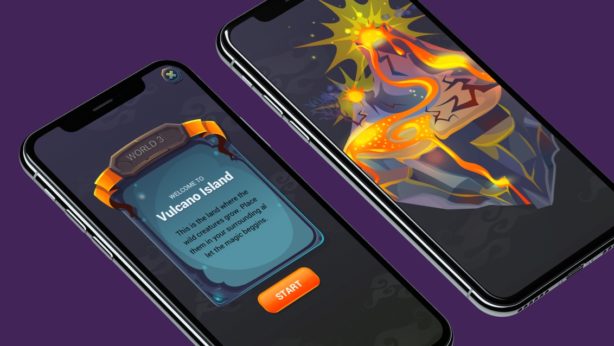 WORLD 3
WELCOME TO
Vulcano Island
This is the land where the
wild creatures grow. Place
them in your surrounding al
let the magic beggins.
START